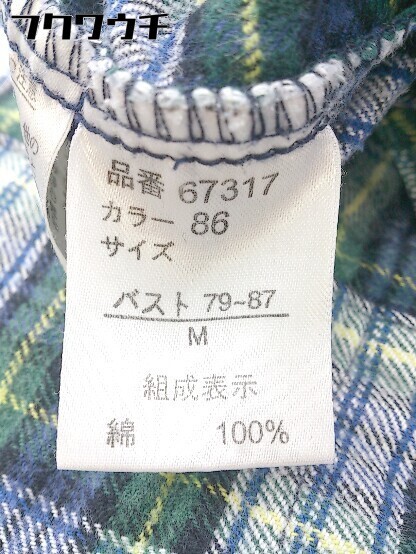 フクワウチ
品番 67317
カラー 86
サイズ
バスト 79~87
M
組成表示
綿 100%